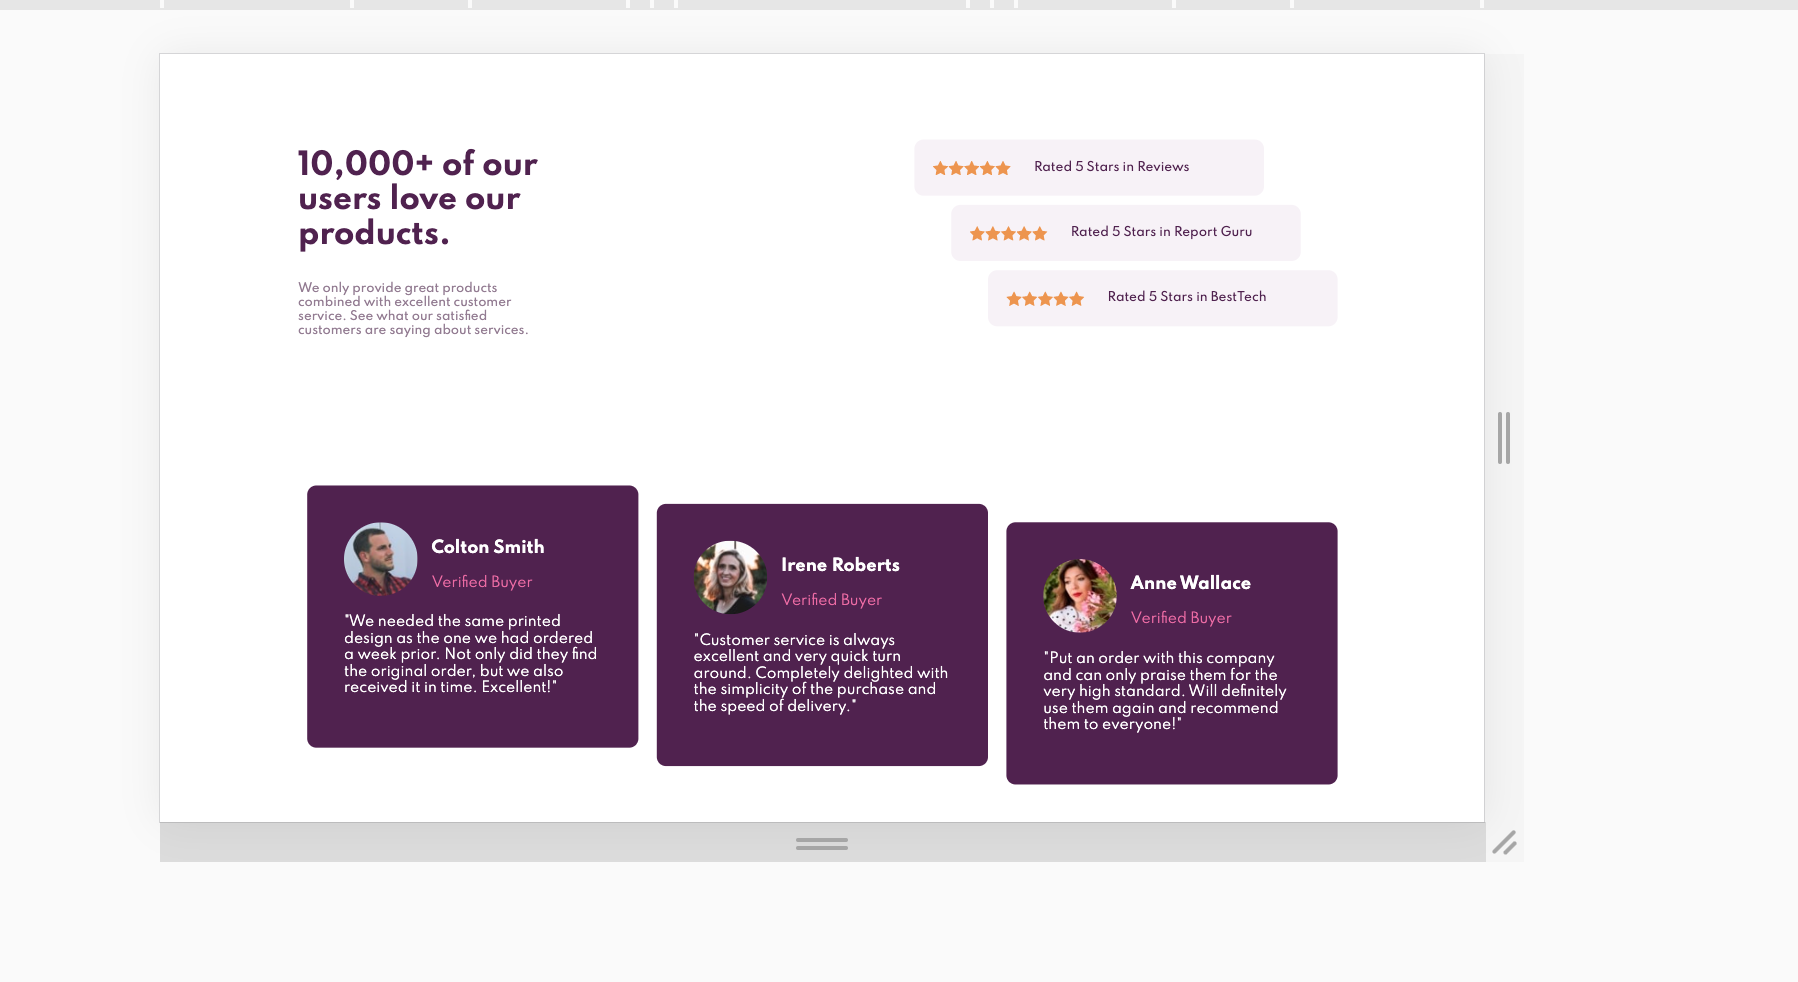 10,000+ of our
users love our
products.
We only provide great products
combined with excellent customer
service. See what our satisfied
customers are saying about services.
Rated 5 Stars in Reviews
Rated 5 Stars in Report Guru
Rated 5 Stars in BestTech
Colton Smith
Verified Buyer
"We needed the same printed
design as the one we had ordered
a week prior. Not only did they find
the original order, but we also
received it in time. Excellent!"
Irene Roberts
Verified Buyer
"Customer service is always
excellent and very quick turn
around. Completely delighted with
the simplicity of the purchase and
the speed of delivery."
Anne Wallace
Verified Buyer
"Put an order with this company
and can only praise them for the
very high standard. Will definitely
use them again and recommend
them to everyone!"